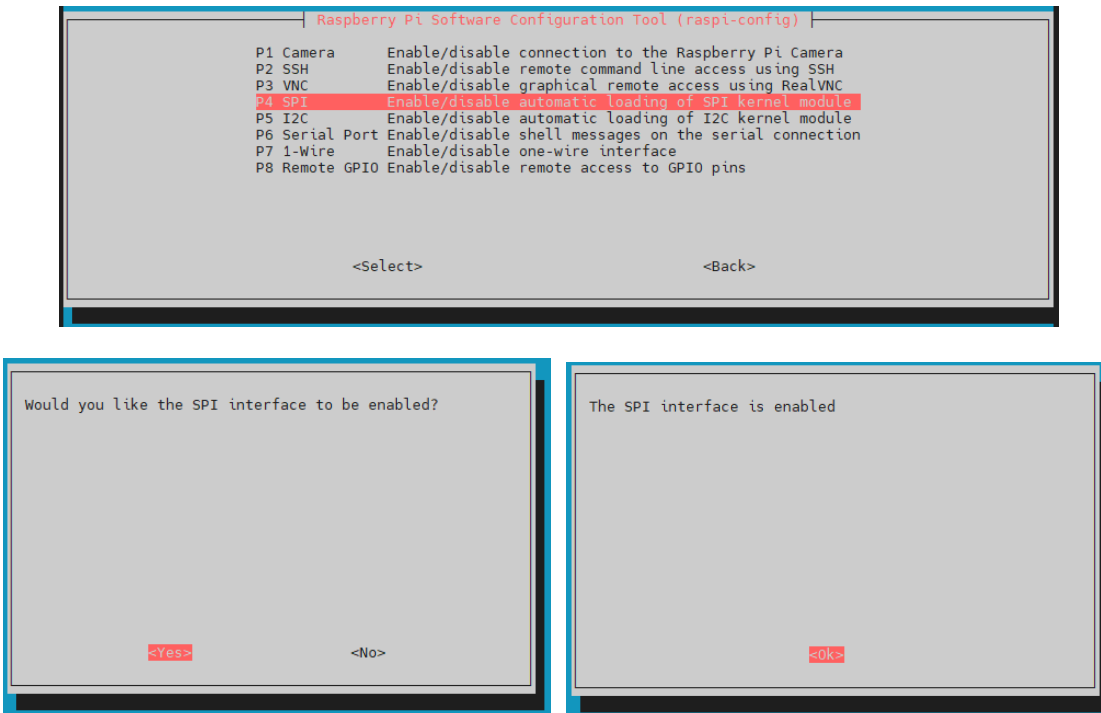 Raspberry Pi Software Configuration Tool (raspi-config)
P1 Camera Enable/disable connection to the Raspberry Pi Camera
P2 SSH Enable/disable remote command line access using SSH
P3 VNC Enable/disable graphical remote access using RealVNC
P4 SPI Enable/disable automatic loading of SPI kernel module
P5 I2C Enable/disable automatic loading of I2C kernel module
P6 Serial Port Enable/disable shell messages on the serial connection
P7 1-Wire Enable/disable one-wire interface
P8 Remote GPIO Enable/disable remote access to GPIO pins
<Select> <Back>
Would you like the SPI interface to be enabled?
<Yes> <No>
The SPI interface is enabled
<Ok>